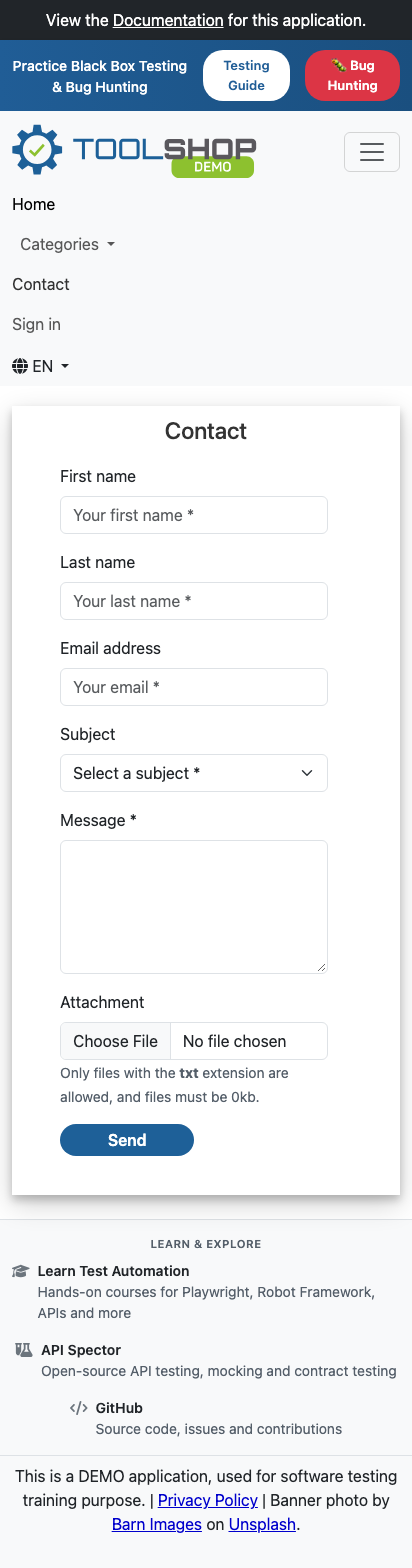 View the Documentation for this application.
Practice Black Box Testing
& Bug Hunting
Testing
Guide
🐛 Bug
Hunting
TOOLSHOP
DEMO
Home
Categories
Contact
Sign in
EN
Contact
First name
Your first name *
Last name
Your last name *
Email address
Your email *
Subject
Select a subject *
Message *
Attachment
Choose File No file chosen
Only files with the txt extension are
allowed, and files must be 0kb.
Send
LEARN & EXPLORE
Learn Test Automation
Hands-on courses for Playwright, Robot Framework,
APIs and more
API Spector
Open-source API testing, mocking and contract testing
GitHub
Source code, issues and contributions
This is a DEMO application, used for software testing
training purpose. | Privacy Policy | Banner photo by
Barn Images on Unsplash.